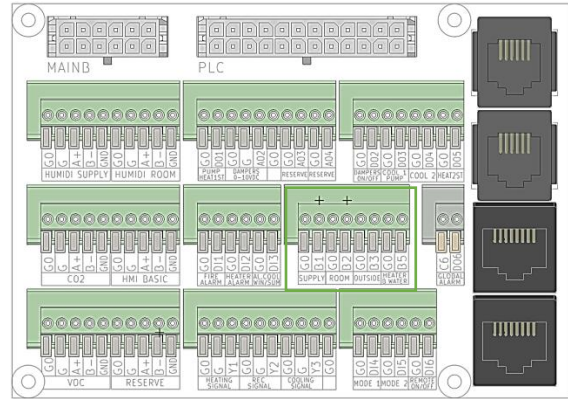 MAINB PLC
G0 G A+ B- GND G0 G A+ B- GND G0 DO1 G G0 AO2 G0 G0 AO3 G0 AO4 G0 DO2 G0 DO3 G0 DO4 G0 DO5
HUMIDI SUPPLY HUMIDI ROOM PUMP HEAT1ST DAMPERS 0-10VDC RESERVE RESERVE DAMPERS ON/OFF COOL 1 PUMP COOL 2 HEAT2ST
G0 G A+ B- GND G0 G A+ B- GND G0 DI1 G0 DI2 G0 DI3 G0 B1 G0 B2 G0 B3 G0 B5 C6 DO6
CO2 HMI BASIC FIRE ALARM HEATER ALARM AL.COOL WIN/SUM SUPPLY ROOM OUTSIDE HEATER B.WATER GLOBAL ALARM
G0 G A+ B- GND G0 G A+ B- GND G0 G Y1 G0 G Y2 G0 G Y3 G0 G0 DI4 G0 DI5 G0 DI6
VOC RESERVE HEATING SIGNAL REC SIGNAL COOLING SIGNAL MODE 1 MODE 2 REMOTE ON/OFF